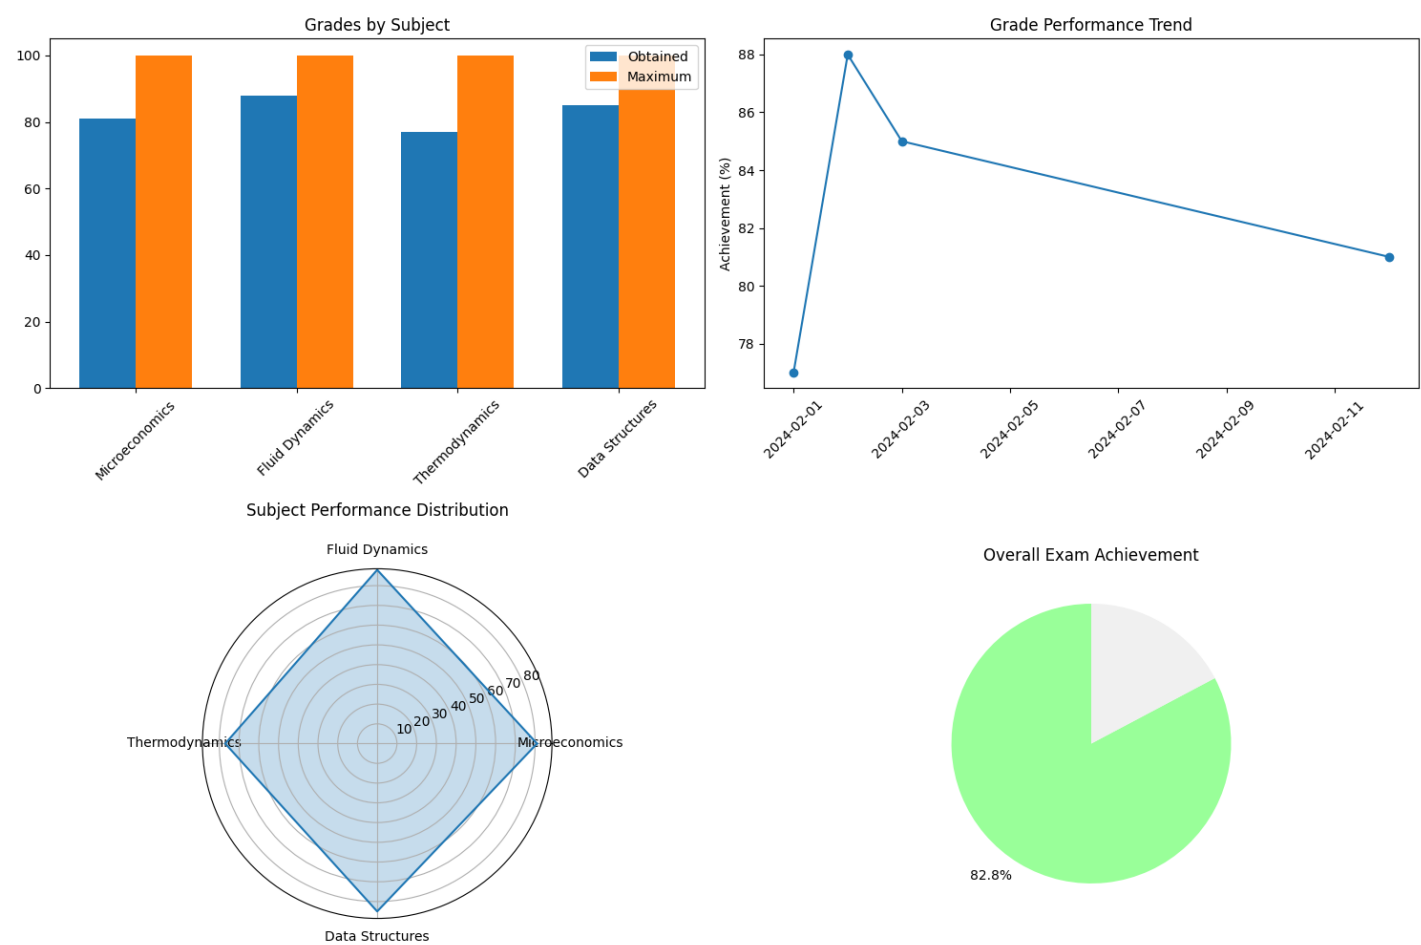 Grades by Subject
100
80
60
40
20
0
Obtained
Maximum
Microeconomics
Fluid Dynamics
Thermodynamics
Data Structures
Grade Performance Trend
Achievement (%)
88
86
84
82
80
78
2024-02-01
2024-02-03
2024-02-05
2024-02-07
2024-02-09
2024-02-11
Subject Performance Distribution
Fluid Dynamics
Thermodynamics
Microeconomics
Data Structures
10
20
30
40
50
60
70
80
Overall Exam Achievement
82.8%